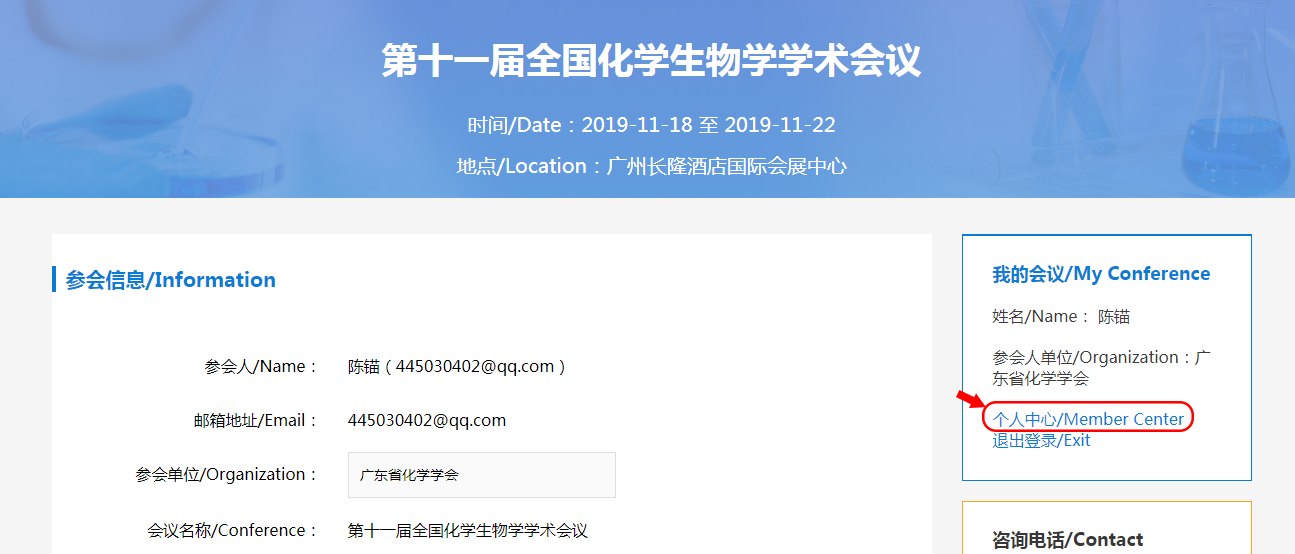 第十一届全国化学生物学学术会议
时间/Date：2019-11-18 至 2019-11-22
地点/Location：广州长隆酒店国际会展中心
参会信息/Information
参会人/Name：
陈锚（445030402@qq.com）
邮箱地址/Email：
445030402@qq.com
参会单位/Organization：
广东省化学学会
会议名称/Conference：
第十一届全国化学生物学学术会议
我的会议/My Conference
姓名/Name： 陈锚
参会人单位/Organization：广
东省化学学会
个人中心/Member Center
退出登录/Exit
咨询电话/Contact